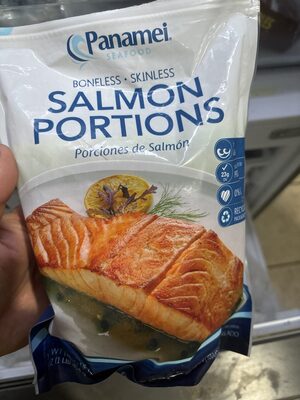 Panamei
SEAFOOD
BONELESS • SKINLESS
SALMON
PORTIONS
Porciones de Salmón
23g